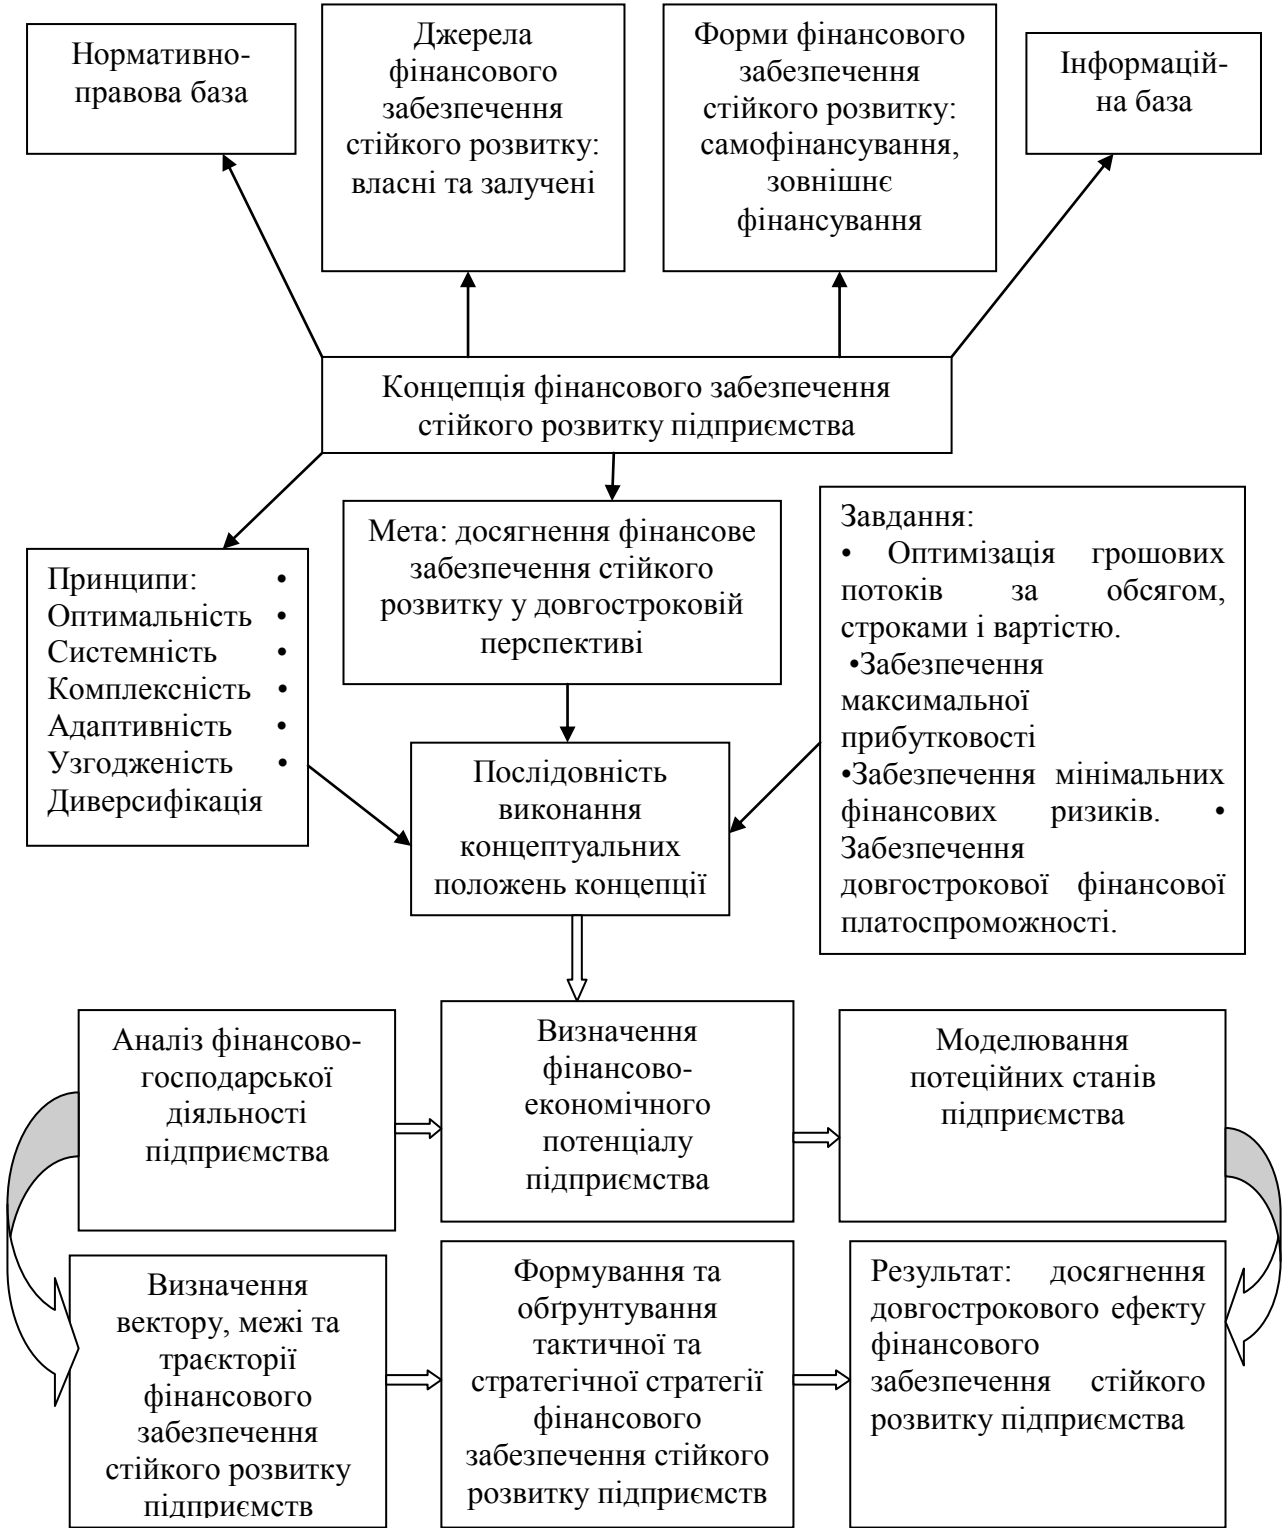 Нормативно-
правова база
Джерела
фінансового
забезпечення
стійкого розвитку:
власні та залучені
Форми фінансового
забезпечення
стійкого розвитку:
самофінансування,
зовнішнє
фінансування
Інформацій-
на база
Концепція фінансового забезпечення
стійкого розвитку підприємства
Принципи: •
Оптимальність •
Системність •
Комплексність •
Адаптивність •
Узгодженість •
Диверсифікація
Мета: досягнення фінансове
забезпечення стійкого
розвитку у довгостроковій
перспективі
Завдання:
• Оптимізація грошових
потоків за обсягом,
строками і вартістю.
•Забезпечення
максимальної
прибутковості
•Забезпечення мінімальних
фінансових ризиків. •
Забезпечення
довгострокової фінансової
платоспроможності.
Послідовність
виконання
концептуальних
положень концепції
Аналіз фінансово-
господарської
діяльності
підприємства
Визначення
фінансово-
економічного
потенціалу
підприємства
Моделювання
потеційних станів
підприємства
Визначення
вектору, межі та
траєкторії
фінансового
забезпечення
стійкого розвитку
підприємств
Формування та
обґрунтування
тактичної та
стратегічної стратегії
фінансового
забезпечення стійкого
розвитку підприємств
Результат: досягнення
довгострокового ефекту
фінансового
забезпечення стійкого
розвитку підприємства